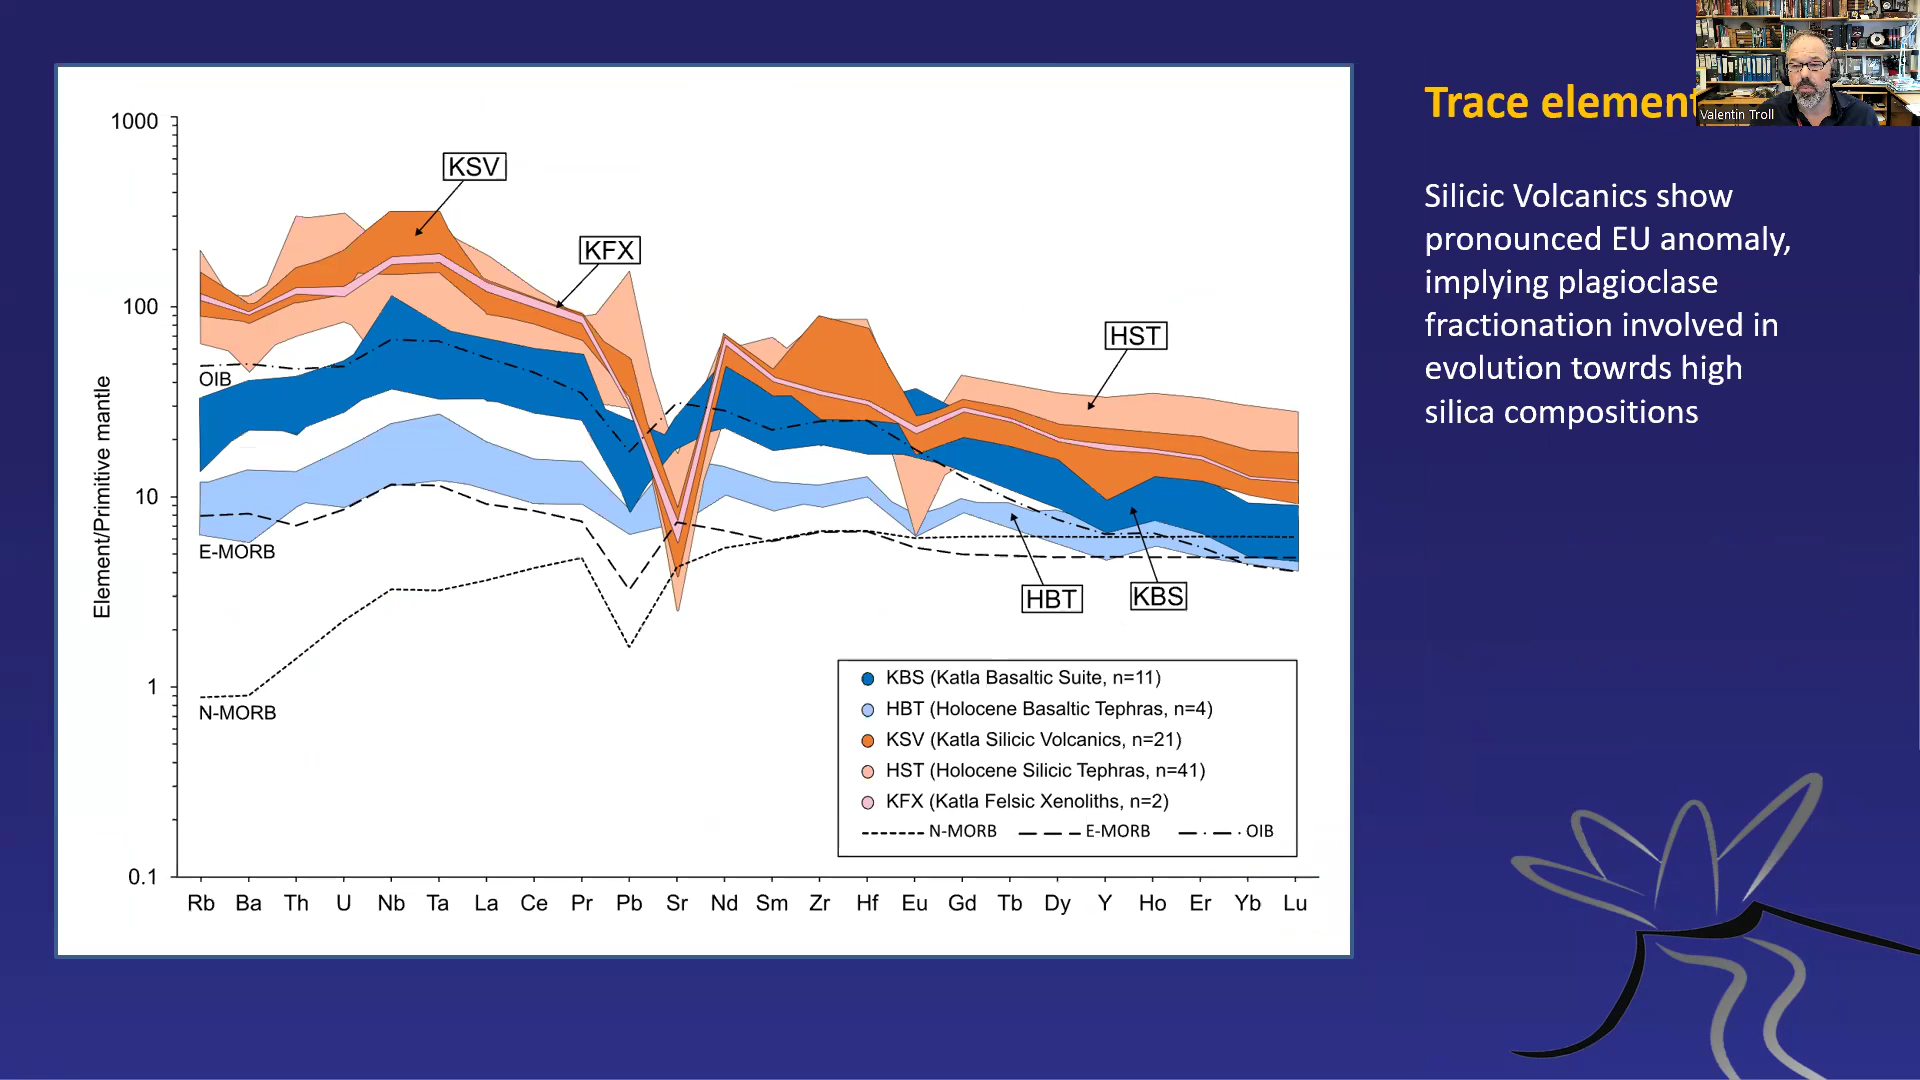 Trace element
Valentin Troll
Silicic Volcanics show
pronounced EU anomaly,
implying plagioclase
fractionation involved in
evolution towrds high
silica compositions
Element/Primitive mantle
1000
100
10
1
0.1
KSV
KFX
HST
HBT
KBS
OIB
E-MORB
N-MORB
KBS (Katla Basaltic Suite, n=11)
HBT (Holocene Basaltic Tephras, n=4)
KSV (Katla Silicic Volcanics, n=21)
HST (Holocene Silicic Tephras, n=41)
KFX (Katla Felsic Xenoliths, n=2)
N-MORB E-MORB OIB
Rb Ba Th U Nb Ta La Ce Pr Pb Sr Nd Sm Zr Hf Eu Gd Tb Dy Y Ho Er Yb Lu